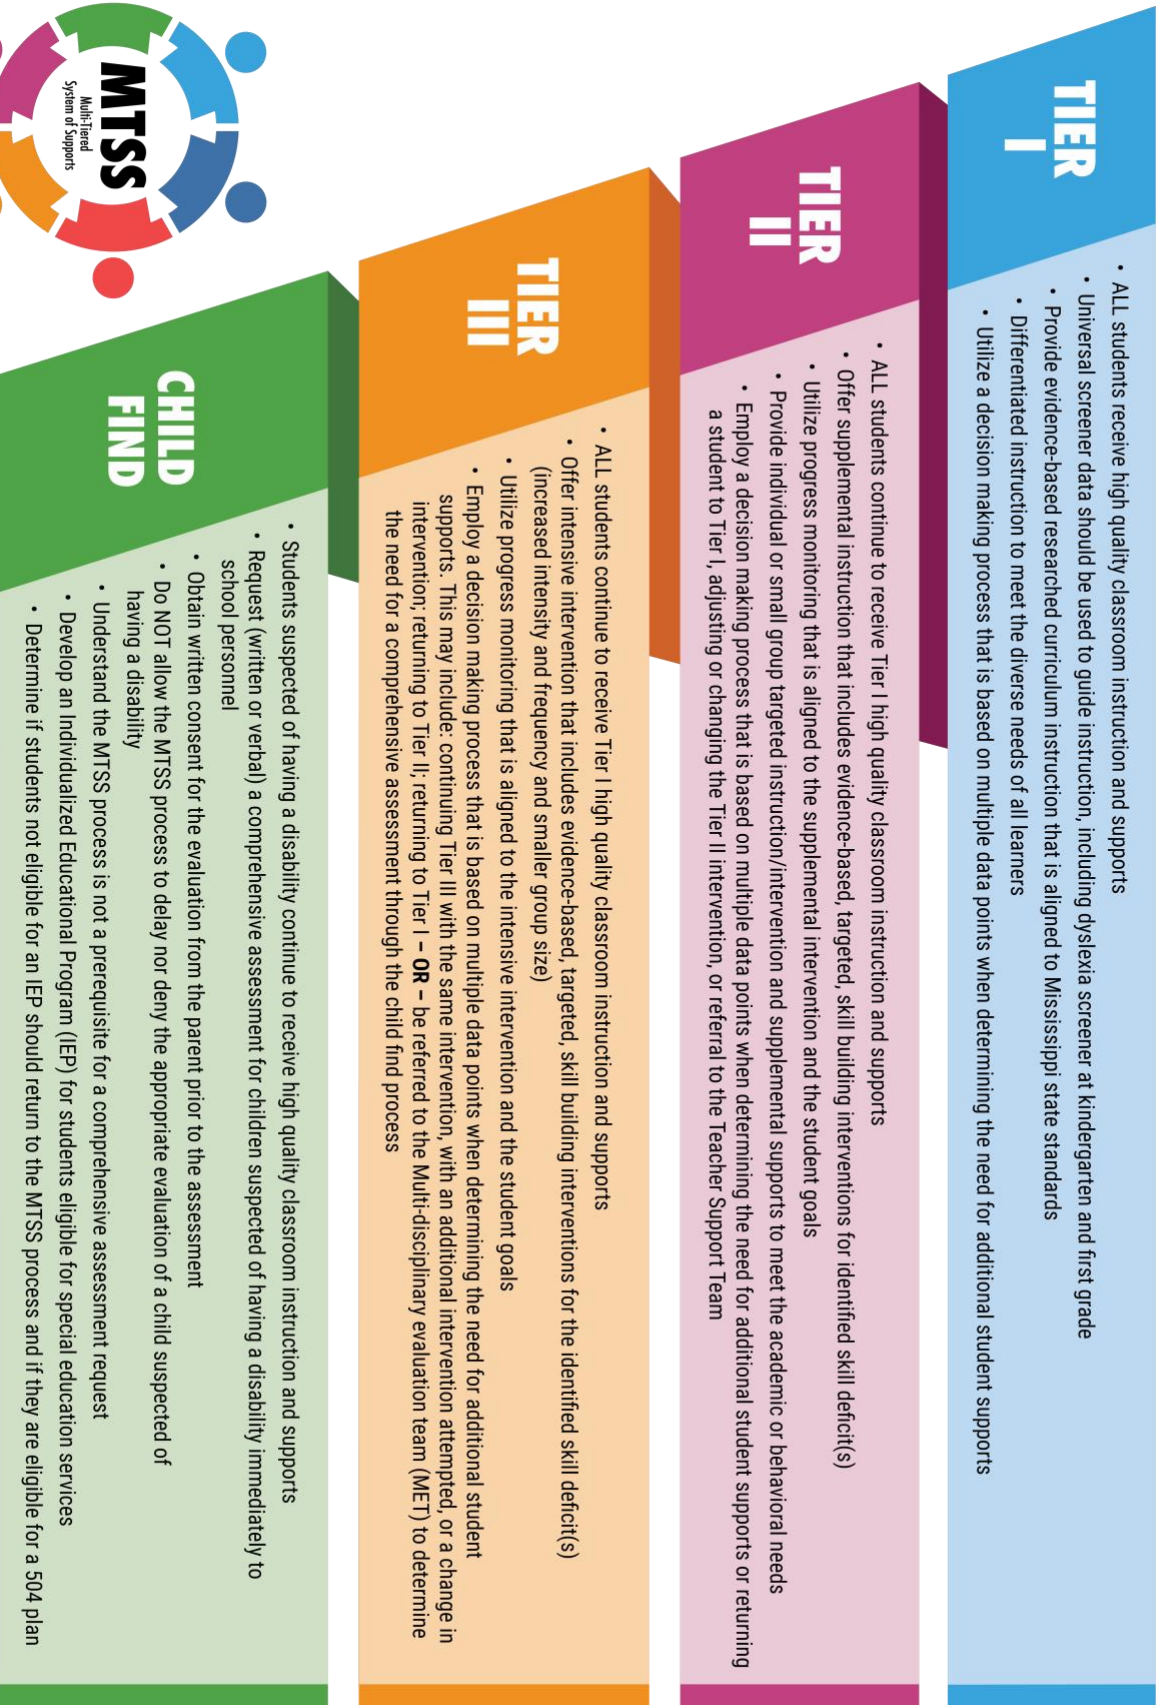 TIER
I
• ALL students receive high quality classroom instruction and supports
• Universal screener data should be used to guide instruction, including dyslexia screener at kindergarten and first grade
• Provide evidence-based researched curriculum instruction that is aligned to Mississippi state standards
• Differentiated instruction to meet the diverse needs of all learners
• Utilize a decision making process that is based on multiple data points when determining the need for additional student supports
TIER
II
• ALL students continue to receive Tier I high quality classroom instruction and supports
• Offer supplemental instruction that includes evidence-based, targeted, skill building interventions for identified skill deficit(s)
• Utilize progress monitoring that is aligned to the supplemental intervention and the student goals
• Provide individual or small group targeted instruction/intervention and supplemental supports to meet the academic or behavioral needs
• Employ a decision making process that is based on multiple data points when determining the need for additional student supports or returning
a student to Tier I, adjusting or changing the Tier II intervention, or referral to the Teacher Support Team
TIER
III
• ALL students continue to receive Tier I high quality classroom instruction and supports
• Offer intensive intervention that includes evidence-based, targeted, skill building interventions for the identified skill deficit(s)
(increased intensity and frequency and smaller group size)
• Utilize progress monitoring that is aligned to the intensive intervention and the student goals
• Employ a decision making process that is based on multiple data points when determining the need for additional student
supports. This may include: continuing Tier III with the same intervention, with an additional intervention attempted, or a change in
intervention; returning to Tier II; returning to Tier I – OR – be referred to the Multi-disciplinary evaluation team (MET) to determine
the need for a comprehensive assessment through the child find process
CHILD
FIND
• Students suspected of having a disability continue to receive high quality classroom instruction and supports
• Request (written or verbal) a comprehensive assessment for children suspected of having a disability immediately to
school personnel
• Obtain written consent for the evaluation from the parent prior to the assessment
• Do NOT allow the MTSS process to delay nor deny the appropriate evaluation of a child suspected of
having a disability
• Understand the MTSS process is not a prerequisite for a comprehensive assessment request
• Develop an Individualized Educational Program (IEP) for students eligible for special education services
• Determine if students not eligible for an IEP should return to the MTSS process and if they are eligible for a 504 plan
MTSS
Multi-Tiered
System of Supports